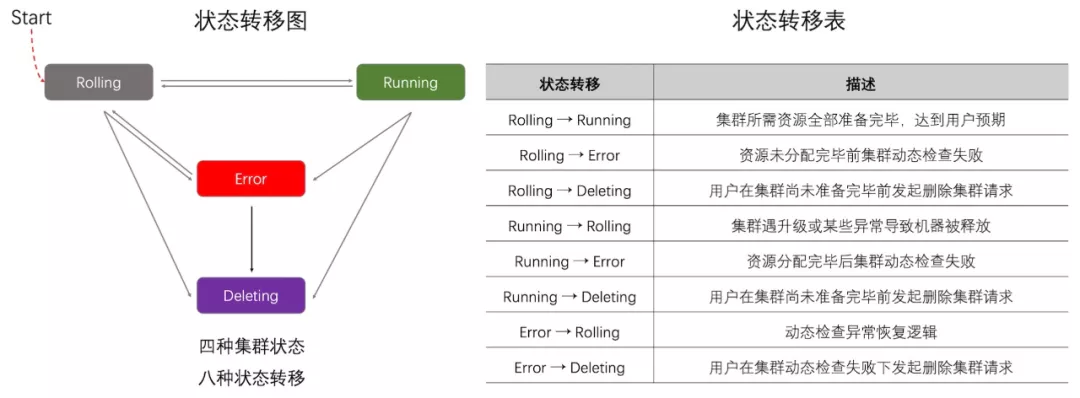 Start
状态转移图
Rolling
Running
Error
Deleting
四种集群状态
八种状态转移
状态转移表
状态转移 描述
Rolling → Running 集群所需资源全部准备完毕，达到用户预期
Rolling → Error 资源未分配完毕前集群动态检查失败
Rolling → Deleting 用户在集群尚未准备完毕前发起删除集群请求
Running → Rolling 集群遇升级或某些异常导致机器被释放
Running → Error 资源分配完毕后集群动态检查失败
Running → Deleting 用户在集群尚未准备完毕前发起删除集群请求
Error → Rolling 动态检查异常恢复逻辑
Error → Deleting 用户在集群动态检查失败下发起删除集群请求